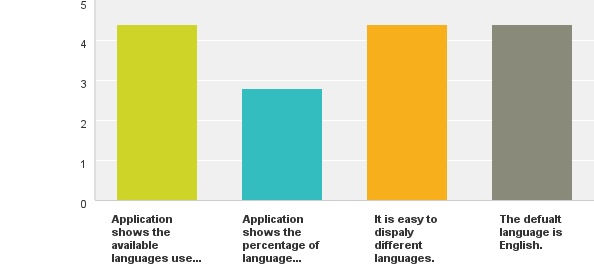 5
4
3
2
1
0
Application
shows the
available
languages use...
Application
shows the
percentage of
language...
It is easy to
dispaly
different
languages.
The defualt
language is
English.